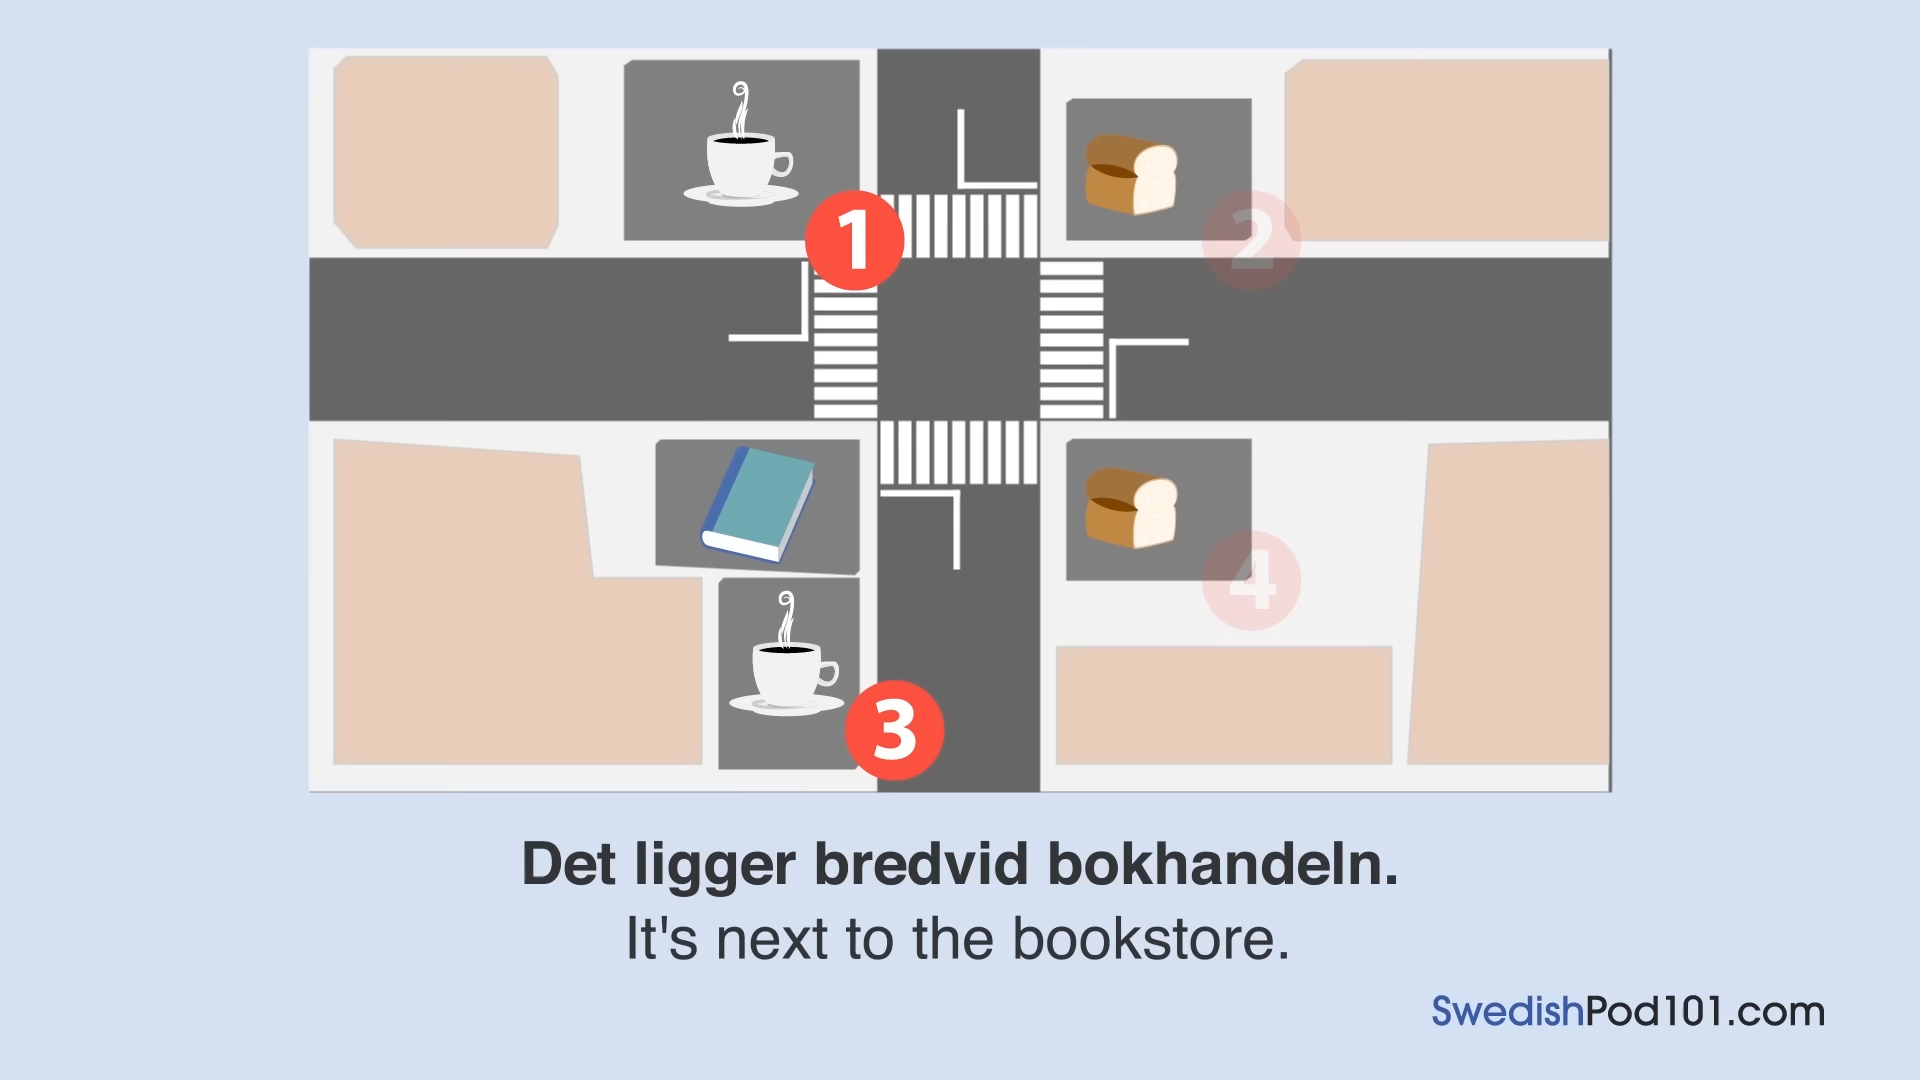 1
2
3
4
Det ligger bredvid bokhandeln.
It's next to the bookstore.
SwedishPod101.com